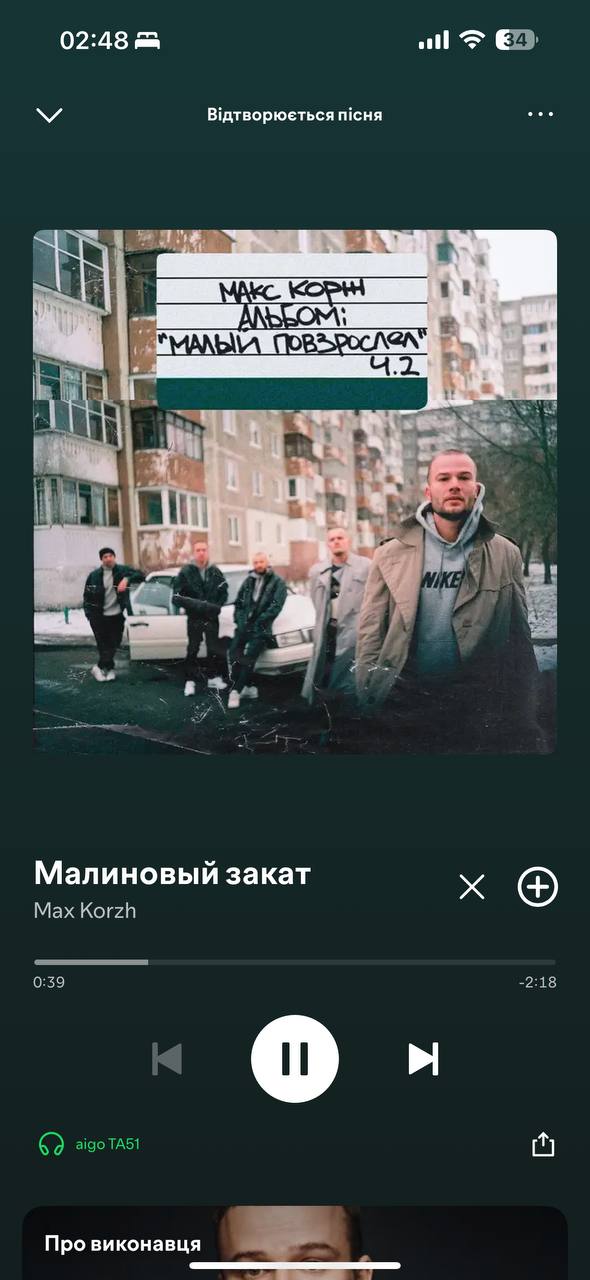 02:48
34
Відтворюється пісня
МАКС КОРЖ
АЛЬБОМ:
"МАЛЫЙ ПОВЗРОСЛЕЛ"
Ч.2
NIKE
Малиновый закат
Max Korzh
0:39
-2:18
aigo TA51
Про виконавця